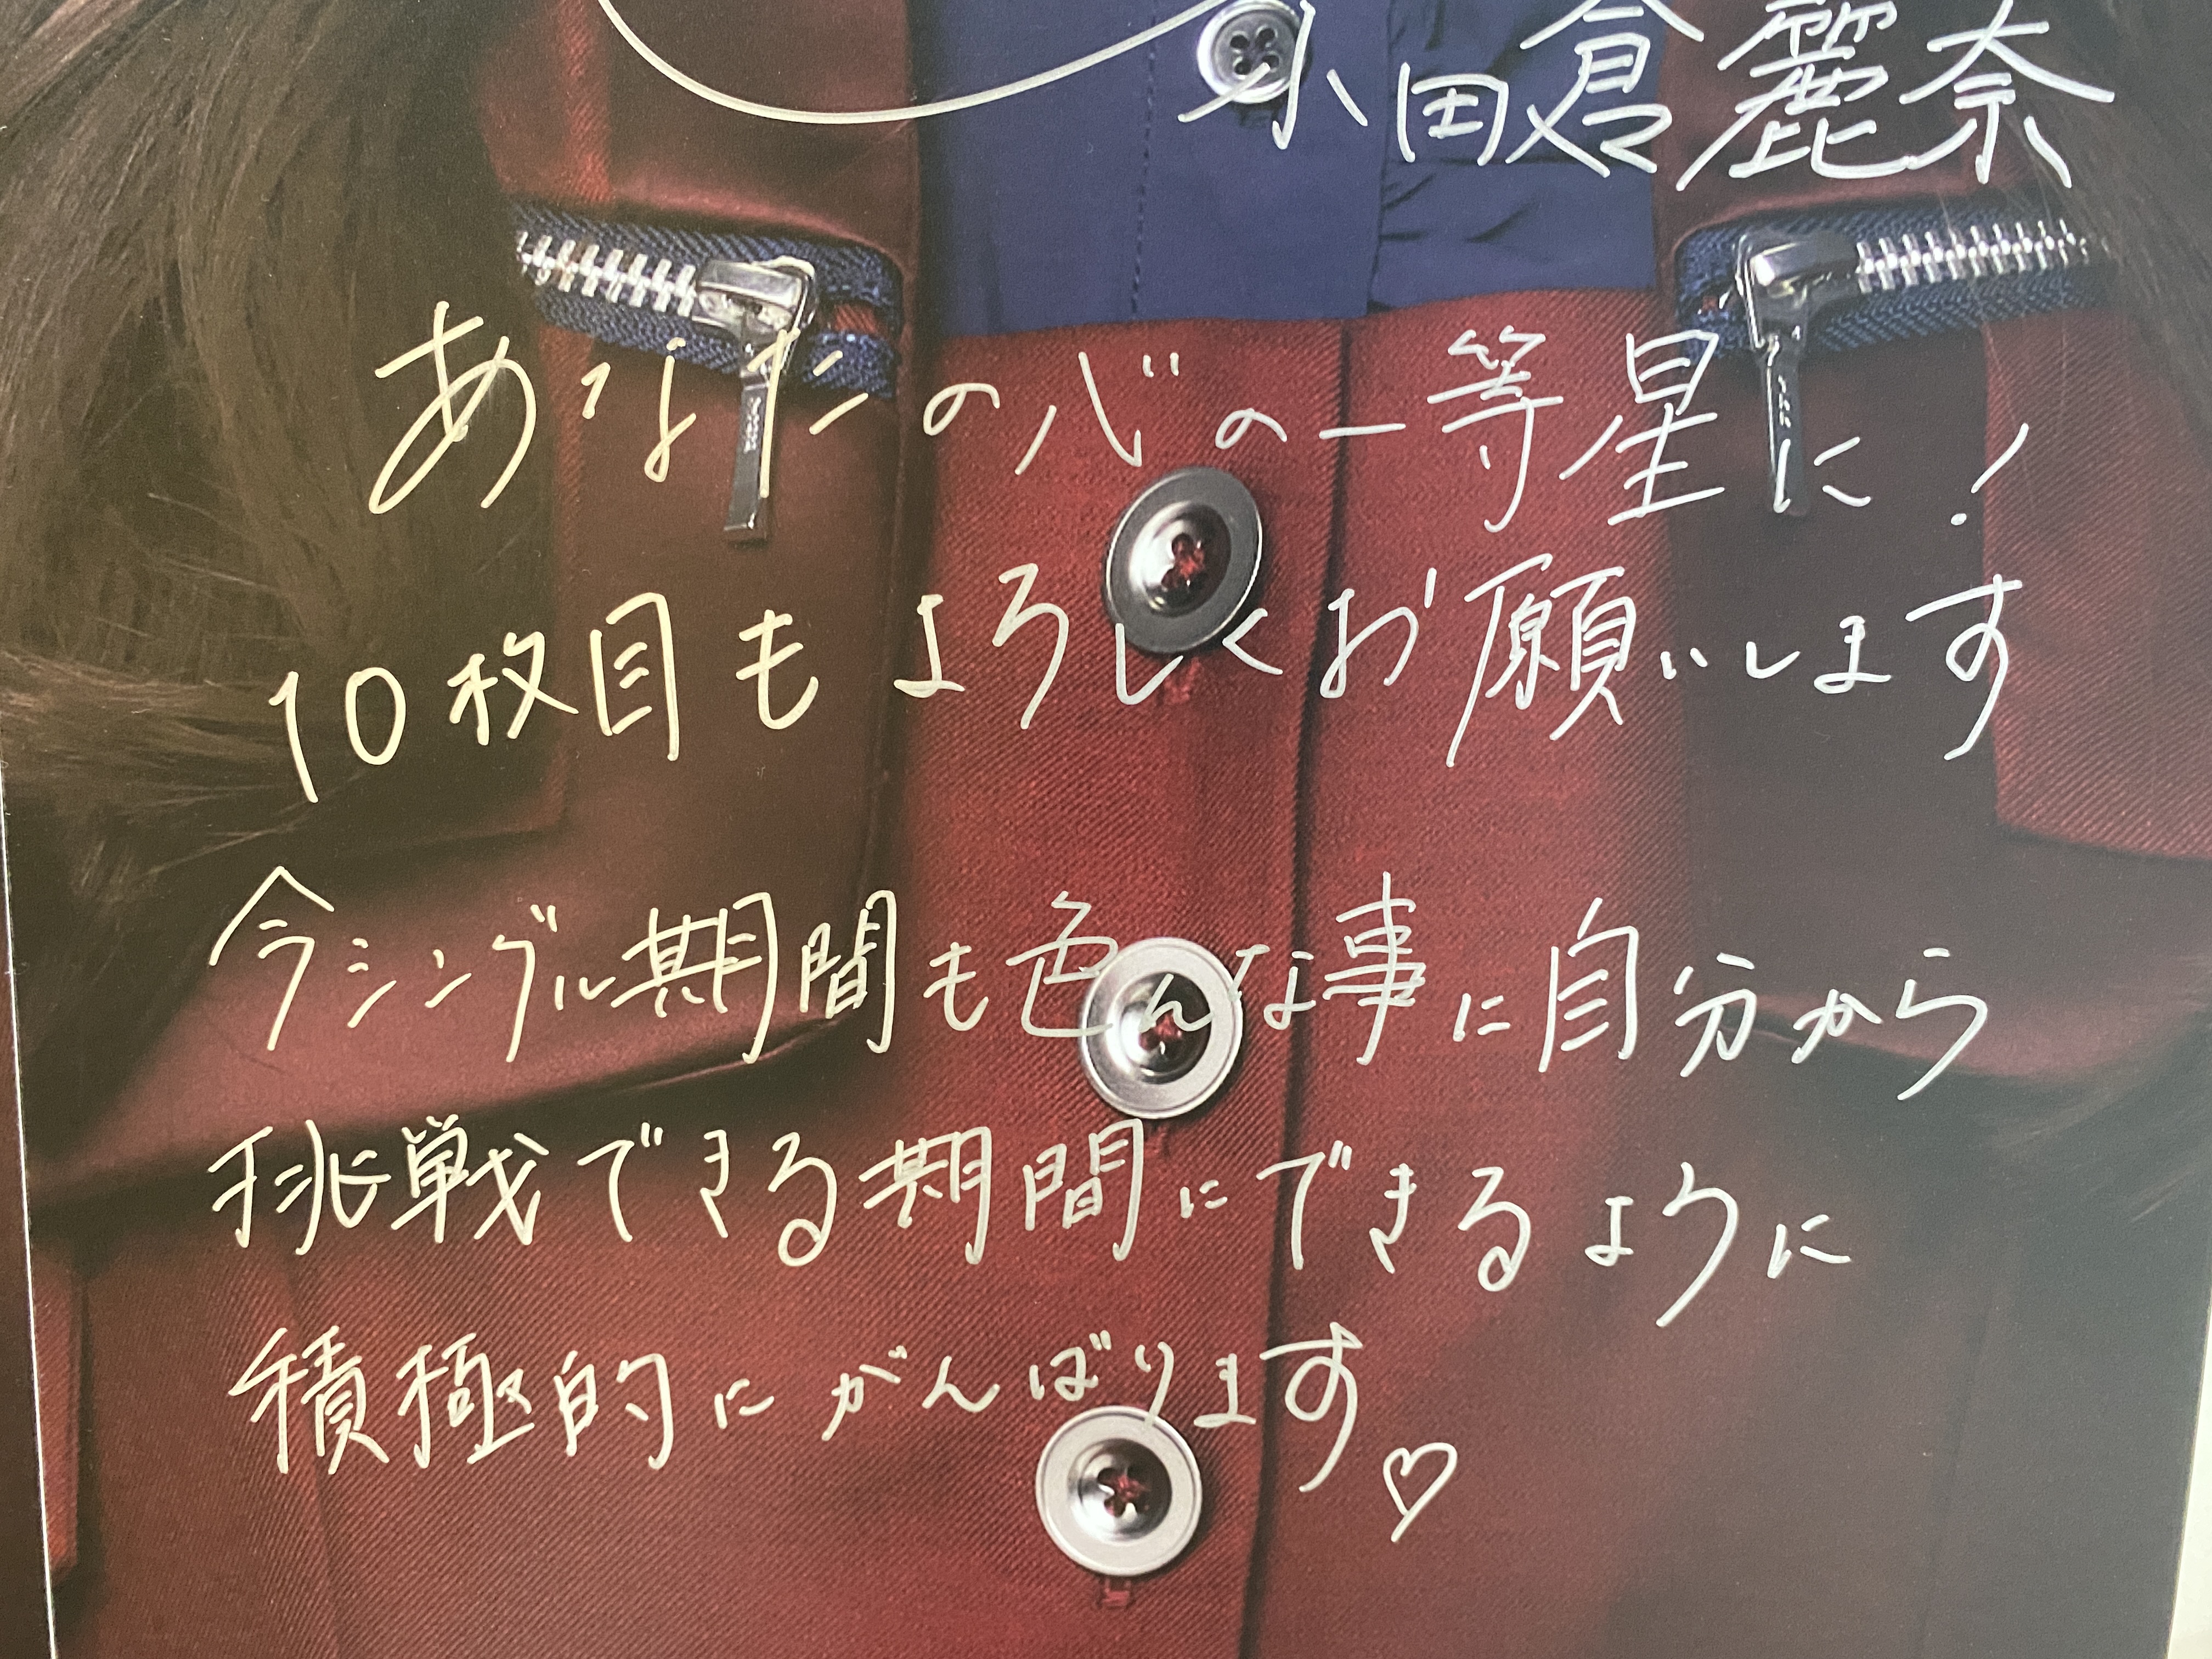 小田倉麗奈
あなたの心の一等星に!
10枚目もよろしくお願いします
今シングル期間も色んな事に自分から
挑戦できる期間にできるように
積極的にがんばります♡